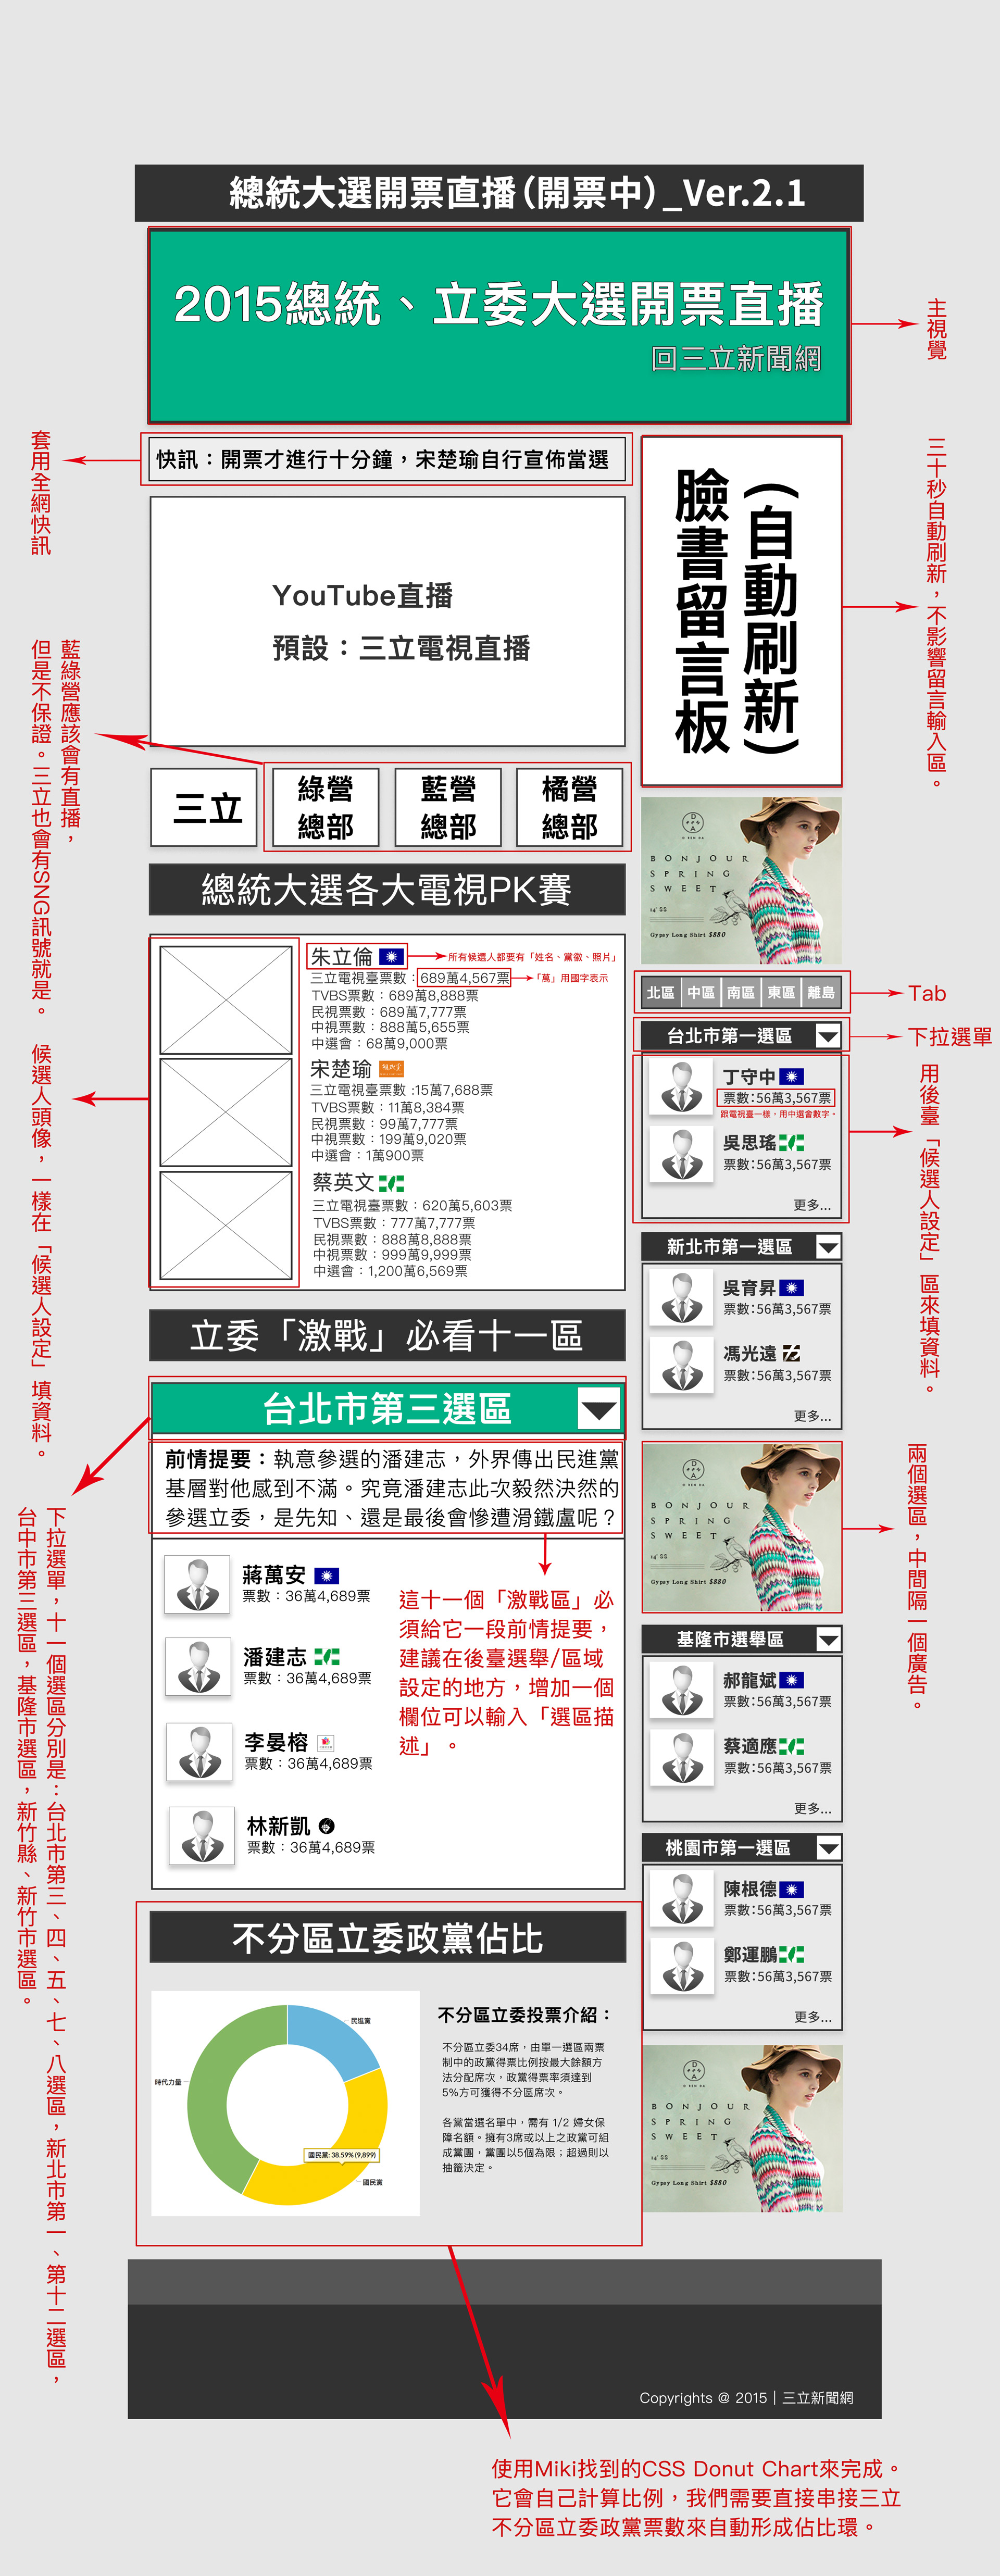 總統大選開票直播(開票中)_Ver.2.1
2015總統、立委大選開票直播
回三立新聞網
主視覺
快訊：開票才進行十分鐘，宋楚瑜自行宣佈當選
套用全網快訊
YouTube直播
預設：三立電視直播
(自動刷新)
臉書留言板
三十秒自動刷新，不影響留言輸入區。
三立
綠營
總部
藍營
總部
橘營
總部
藍綠營應該會有直播，
但是不保證。三立也會有SNG訊號就是。
總統大選各大電視PK賽
朱立倫
所有候選人都要有「姓名、黨徽、照片」
三立電視臺票數：689萬4,567票
「萬」用國字表示
TVBS票數：689萬8,888票
民視票數：689萬7,777票
中視票數：888萬5,655票
中選會：68萬9,000票
宋楚瑜
三立電視臺票數：15萬7,688票
TVBS票數：11萬8,384票
民視票數：99萬7,777票
中視票數：199萬9,020票
中選會：1萬900票
蔡英文
三立電視臺票數：620萬5,603票
TVBS票數：777萬7,777票
民視票數：888萬8,888票
中視票數：999萬9,999票
中選會：1,200萬6,569票
候選人頭像，一樣在「候選人設定」填資料。
立委「激戰」必看十一區
台北市第三選區
前情提要：執意參選的潘建志，外界傳出民進黨
基層對他感到不滿。究竟潘建志此次毅然決然的
參選立委，是先知、還是最後會慘遭滑鐵盧呢？
蔣萬安
票數：36萬4,689票
潘建志
票數：36萬4,689票
李晏榕
票數：36萬4,689票
林新凱
票數：36萬4,689票
這十一個「激戰區」必
須給它一段前情提要，
建議在後臺選舉/區域
設定的地方，增加一個
欄位可以輸入「選區描
述」。
下拉選單，十一個選區分別是：台北市第三、四、五、七、八選區，新北市第一、第十二選區，
台中市第三選區，基隆市選區，新竹縣、新竹市選區。
不分區立委政黨佔比
民進黨
時代力量
國民黨: 38.59% (9,899)
國民黨
不分區立委投票介紹：
不分區立委34席，由單一選區兩票
制中的政黨得票比例按最大餘額方
法分配席次，政黨得票率須達到
5%方可獲得不分區席次。
各黨當選名單中，需有 1/2 婦女保
障名額。擁有3席或以上之政黨可組
成黨團，黨團以5個為限；超過則以
抽籤決定。
BONJOUR
SPRING
SWEET
Gypsy Long Shirt $880
北區
中區
南區
東區
離島
Tab
台北市第一選區
下拉選單
丁守中
票數:56萬3,567票
跟電視臺一樣，用中選會數字。
吳思瑤
票數:56萬3,567票
更多...
用後臺「候選人設定」區來填資料。
新北市第一選區
吳育昇
票數:56萬3,567票
馮光遠
票數:56萬3,567票
更多...
BONJOUR
SPRING
SWEET
Gypsy Long Shirt $880
兩個選區，中間隔一個廣告。
基隆市選舉區
郝龍斌
票數:56萬3,567票
蔡適應
票數:56萬3,567票
更多...
桃園市第一選區
陳根德
票數:56萬3,567票
鄭運鵬
票數:56萬3,567票
更多...
BONJOUR
SPRING
SWEET
Gypsy Long Shirt $880
Copyrights @ 2015｜三立新聞網
使用Miki找到的CSS Donut Chart來完成。
它會自己計算比例，我們需要直接串接三立
不分區立委政黨票數來自動形成佔比環。